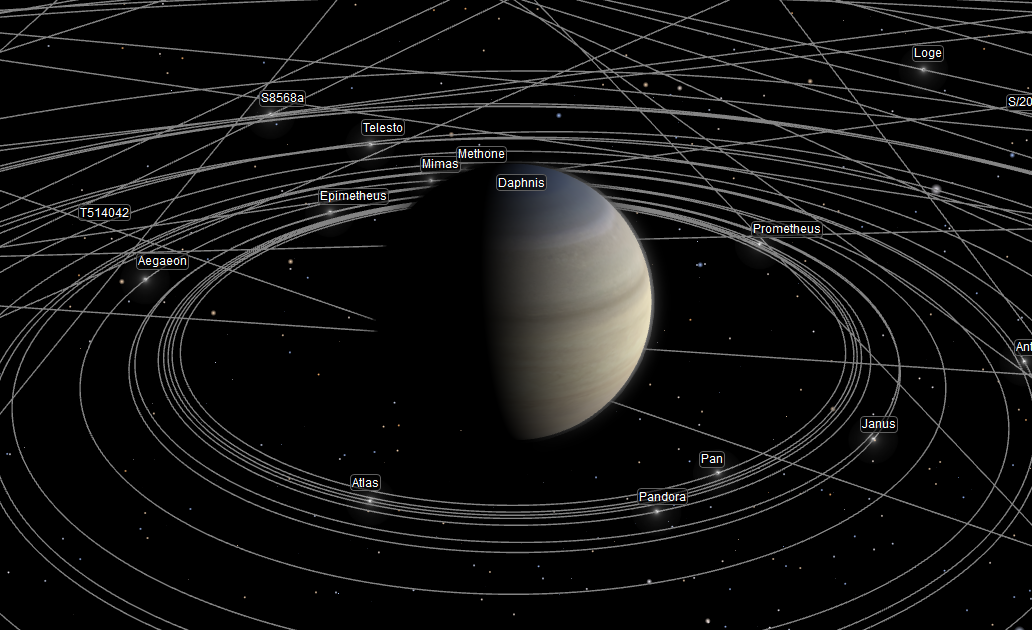 Loge
S8568a
S/20
Telesto
Methone
Mimas
Daphnis
Epimetheus
T514042
Prometheus
Aegaeon
Ant
Janus
Pan
Atlas
Pandora